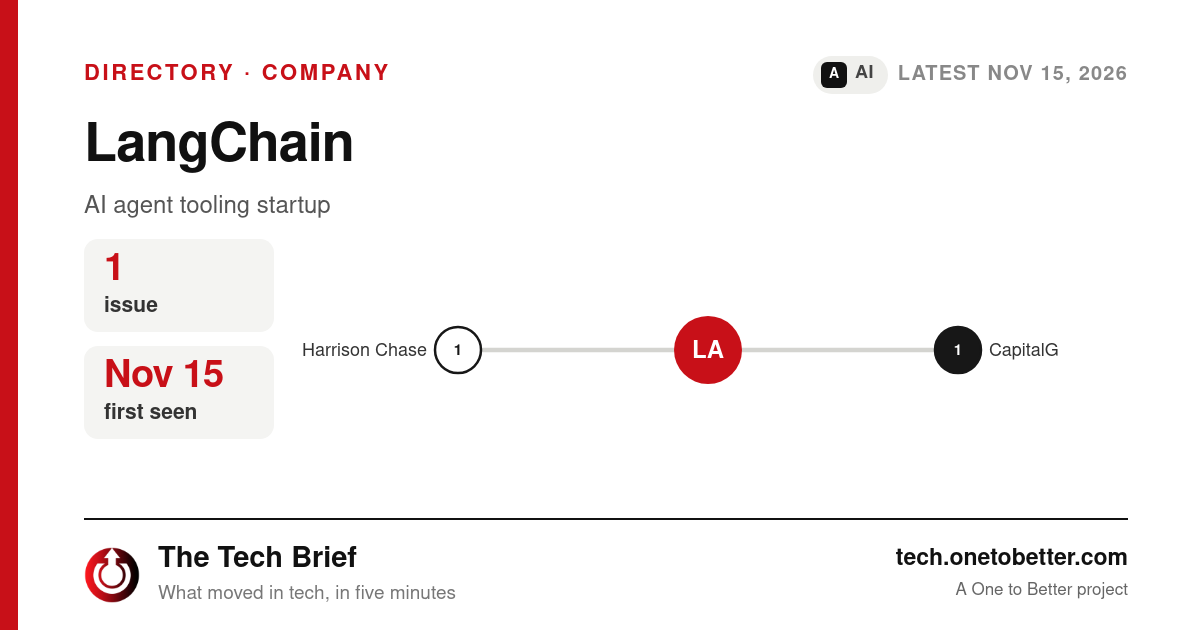 DIRECTORY · COMPANY
A AI LATEST NOV 15, 2026
LangChain
AI agent tooling startup
1
issue
Nov 15
first seen
Harrison Chase 1 LA 1 CapitalG
The Tech Brief
What moved in tech, in five minutes
tech.onetobetter.com
A One to Better project